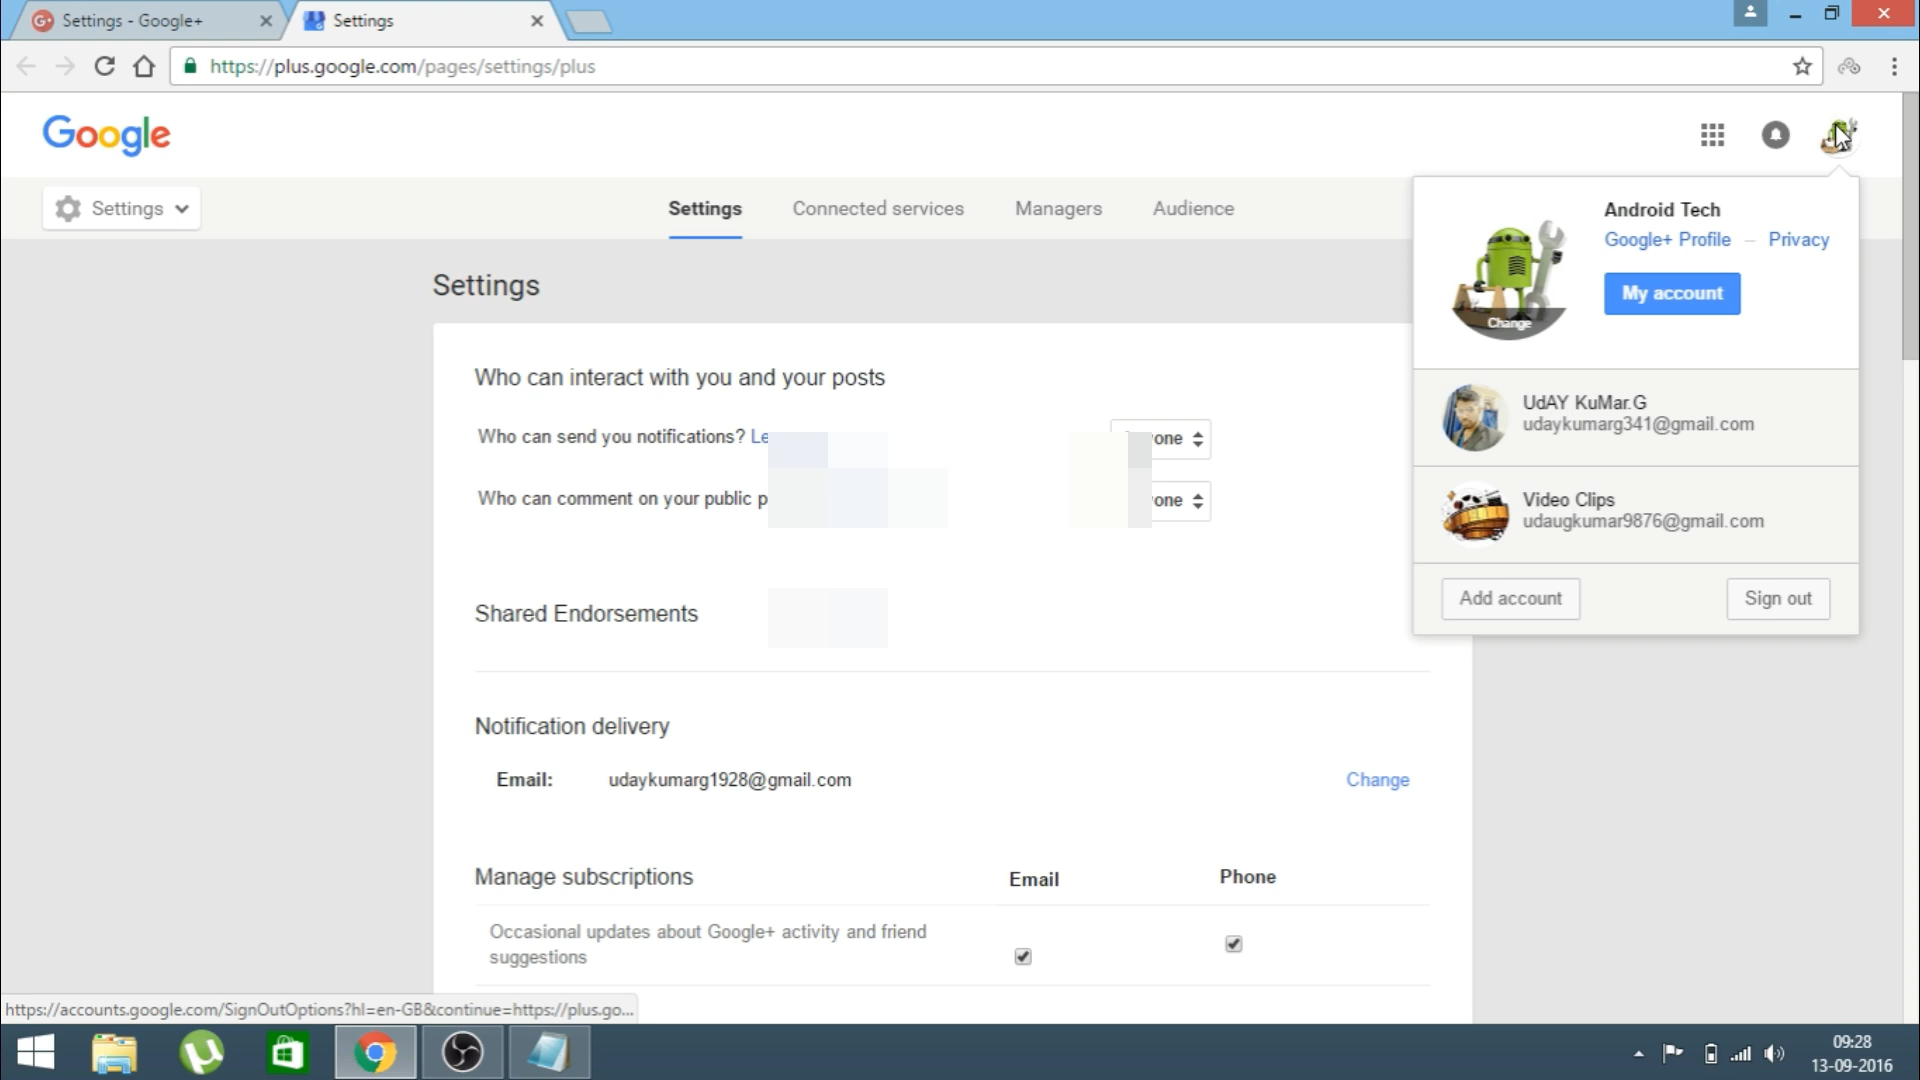 Settings - Google+
Settings
https://plus.google.com/pages/settings/plus
Google
Settings
Settings
Connected services
Managers
Audience
Android Tech
Google+ Profile – Privacy
My account
Change
UdAY KuMar.G
udaykumarg341@gmail.com
Video Clips
udaugkumar9876@gmail.com
Add account
Sign out
Settings
Who can interact with you and your posts
Who can send you notifications?
Who can comment on your public
Shared Endorsements
Notification delivery
Email:
udaykumarg1928@gmail.com
Change
Manage subscriptions
Email
Phone
Occasional updates about Google+ activity and friend
suggestions
https://accounts.google.com/SignOutOptions?hl=en-GB&continue=https://plus.go...
09:28
13-09-2016